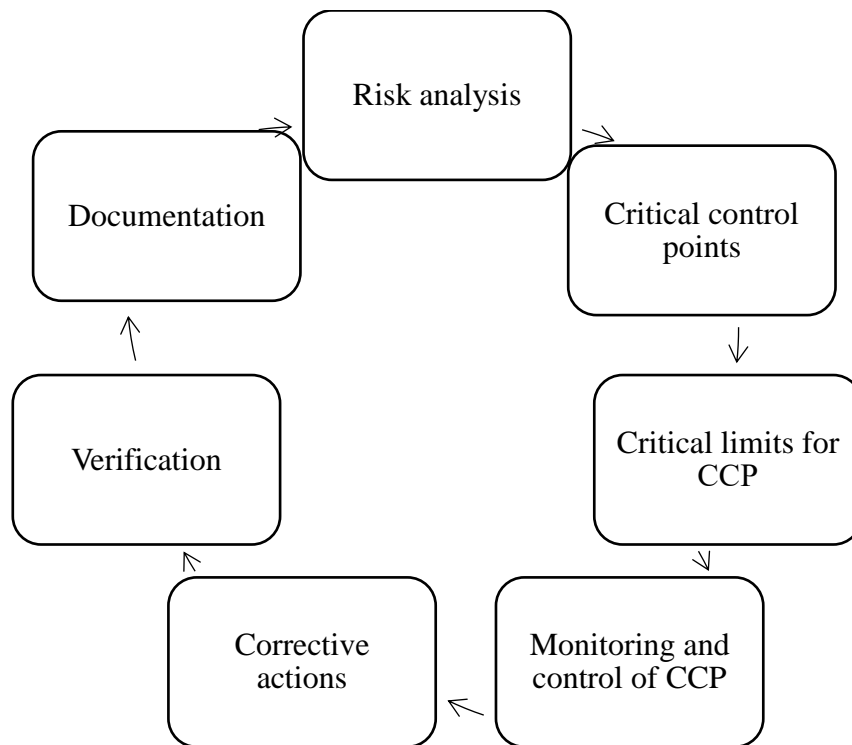 Risk analysis
Critical control
points
Critical limits for
CCP
Monitoring and
control of CCP
Corrective
actions
Verification
Documentation